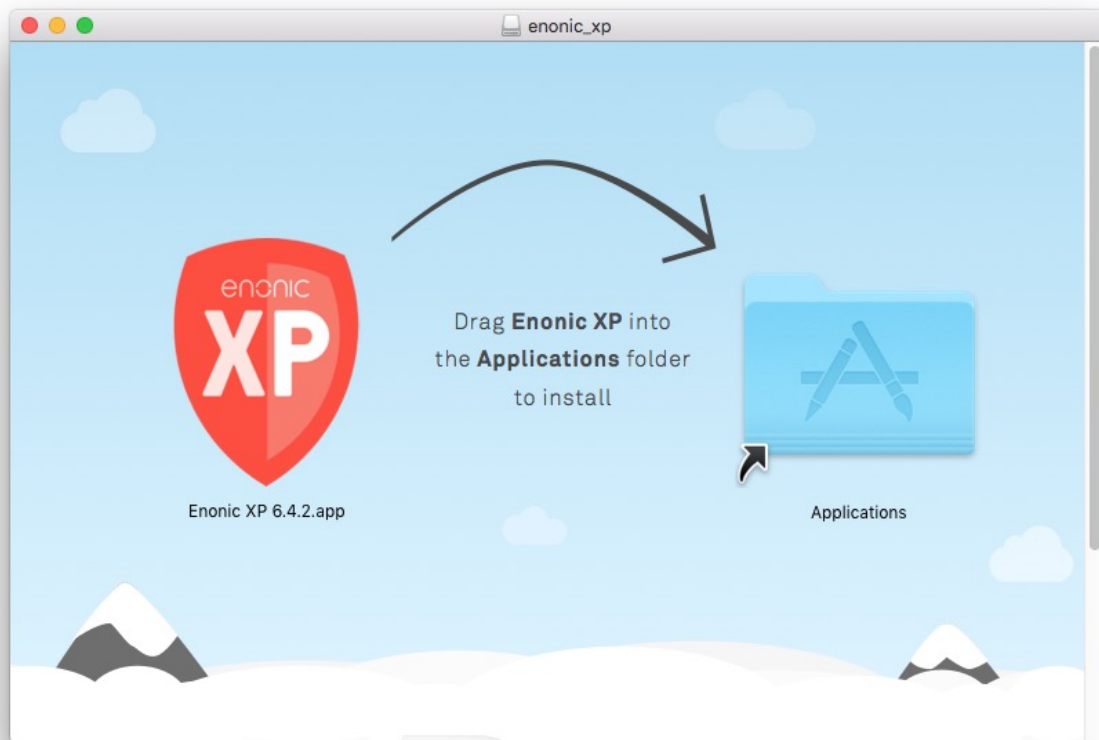 enonic_xp
enonic
XP
Drag Enonic XP into
the Applications folder
to install
Enonic XP 6.4.2.app
Applications